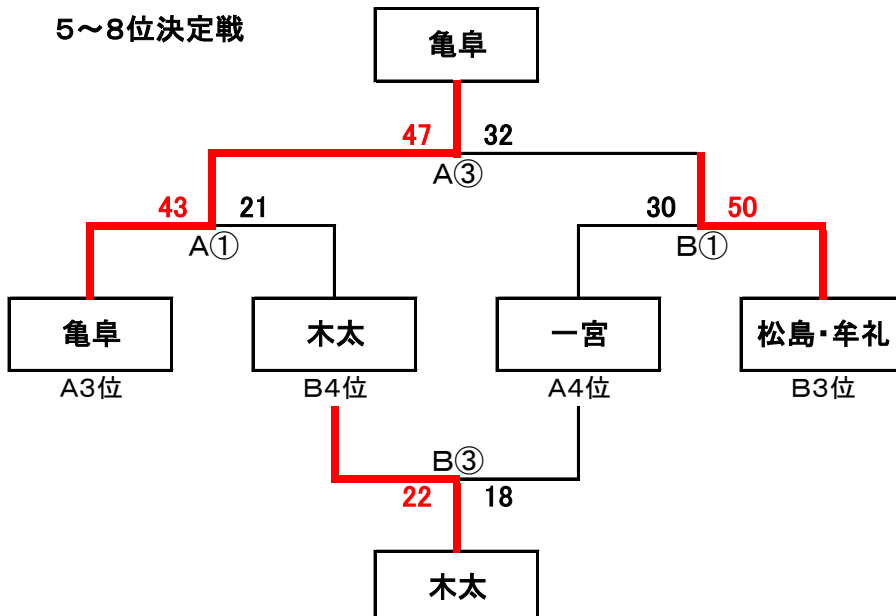 5～8位決定戦
亀阜
47 32
A③
43 21 30 50
A① B①
亀阜 木太 一宮 松島・牟礼
A3位 B4位 A4位 B3位
B③
22 18
木太